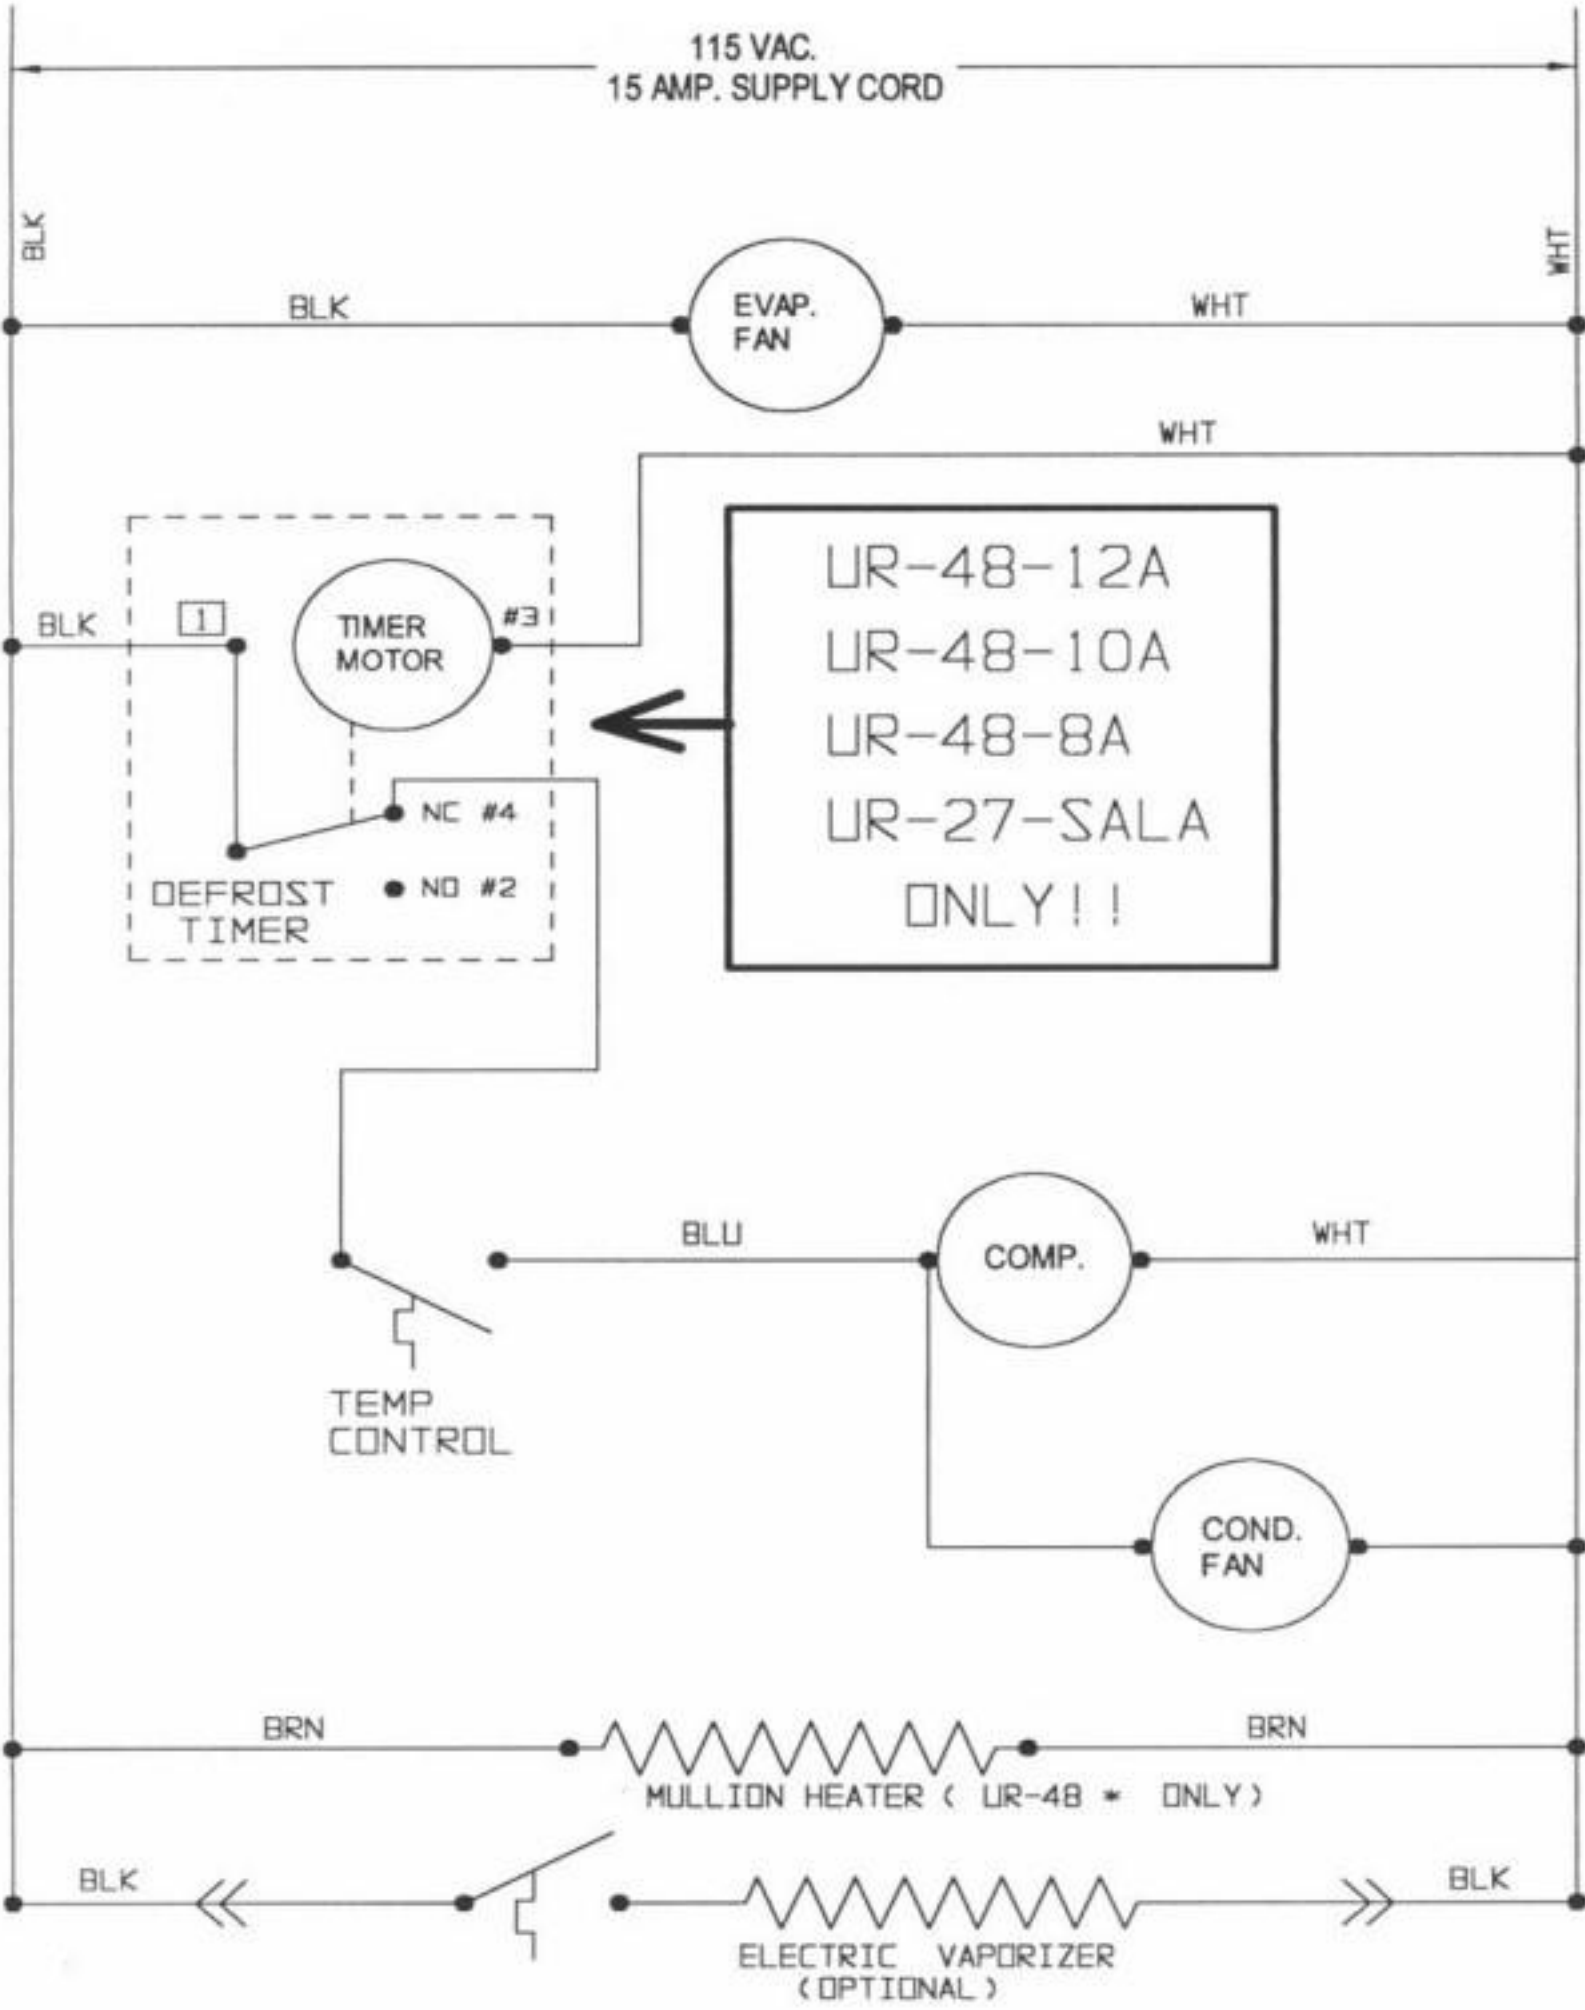 115 VAC.
15 AMP. SUPPLY CORD
BLK
WHT
BLK
EVAP.
FAN
WHT
WHT
BLK
1
TIMER
MOTOR
#3
NC #4
NO #2
DEFROST
TIMER
UR-48-12A
UR-48-10A
UR-48-8A
UR-27-SALA
ONLY!!
BLU
COMP.
WHT
TEMP
CONTROL
COND.
FAN
BRN
BRN
MULLION HEATER ( UR-48 * ONLY)
BLK
BLK
ELECTRIC VAPORIZER
(OPTIONAL)